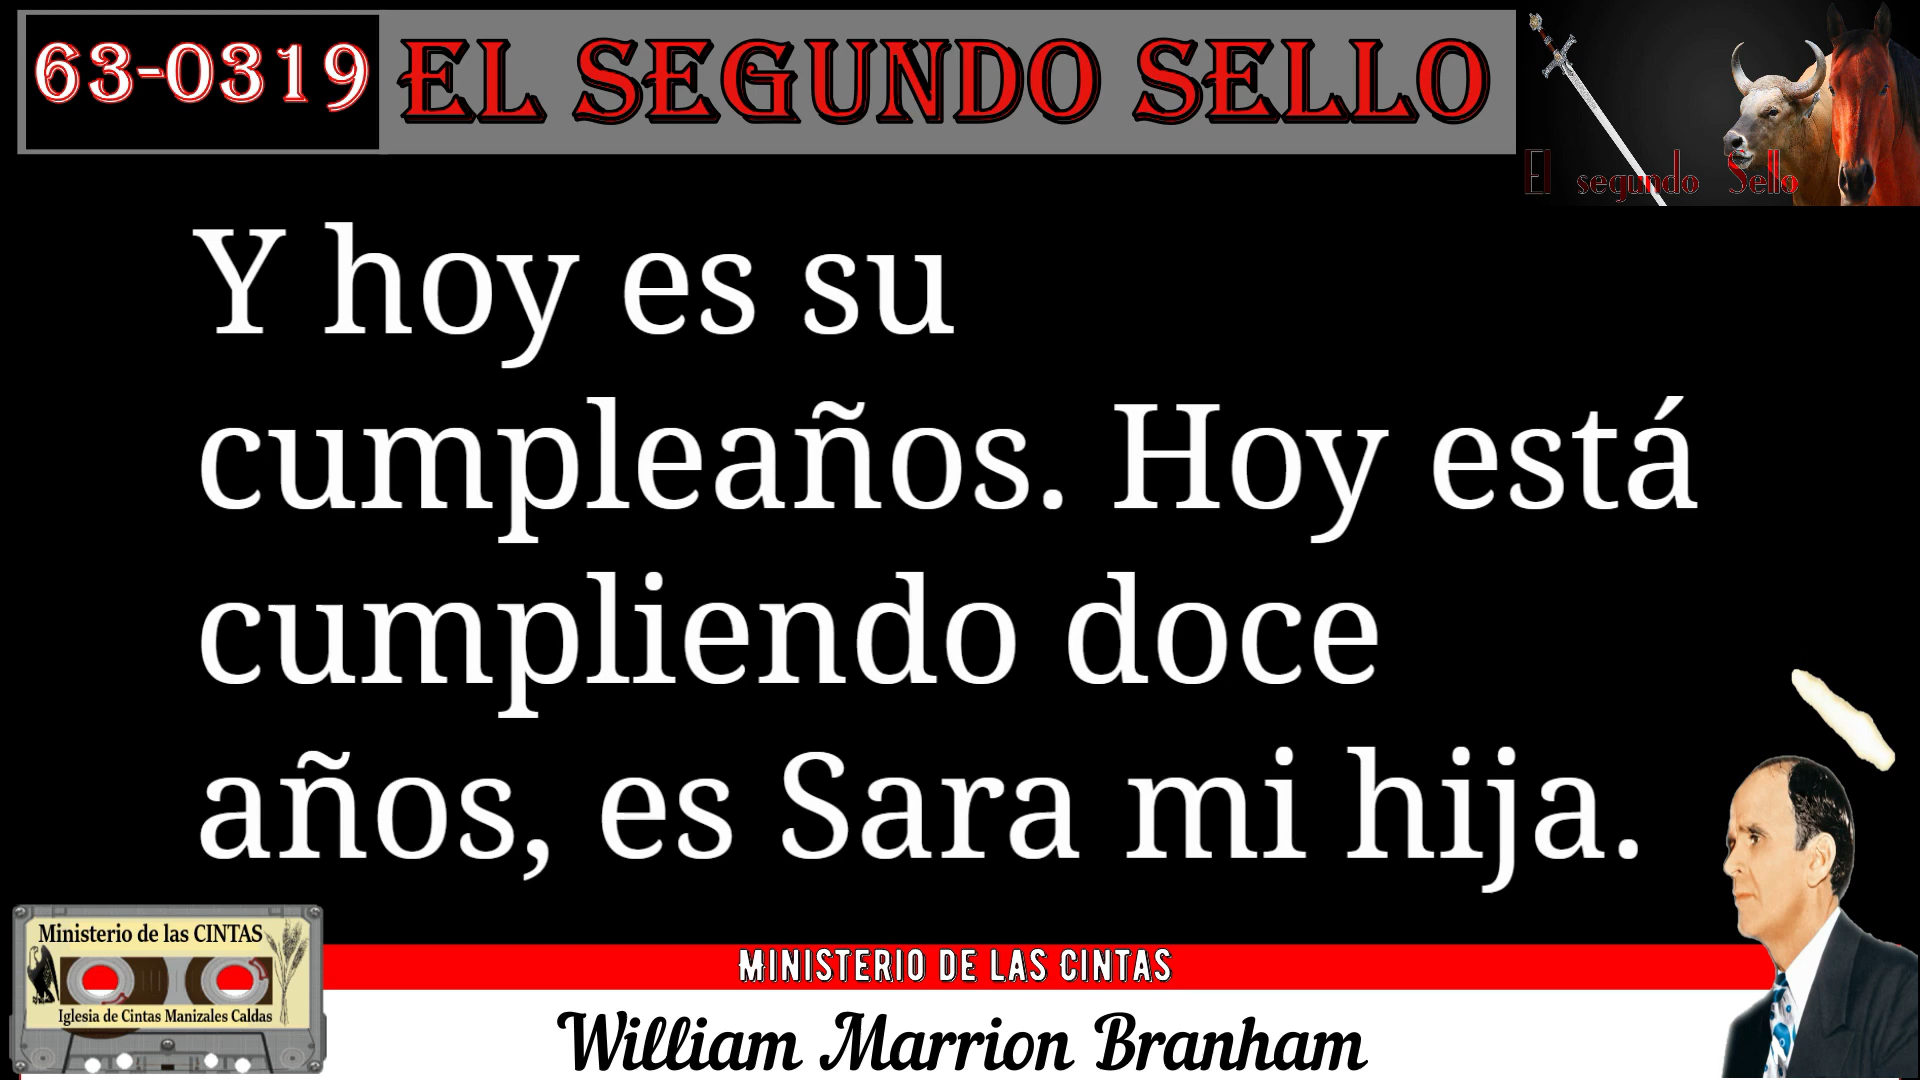 63-0319 EL SEGUNDO SELLO
El segundo Sello
Y hoy es su
cumpleaños. Hoy está
cumpliendo doce
años, es Sara mi hija.
Ministerio de las CINTAS
Iglesia de Cintas Manizales Caldas
MINISTERIO DE LAS CINTAS
William Marrion Branham